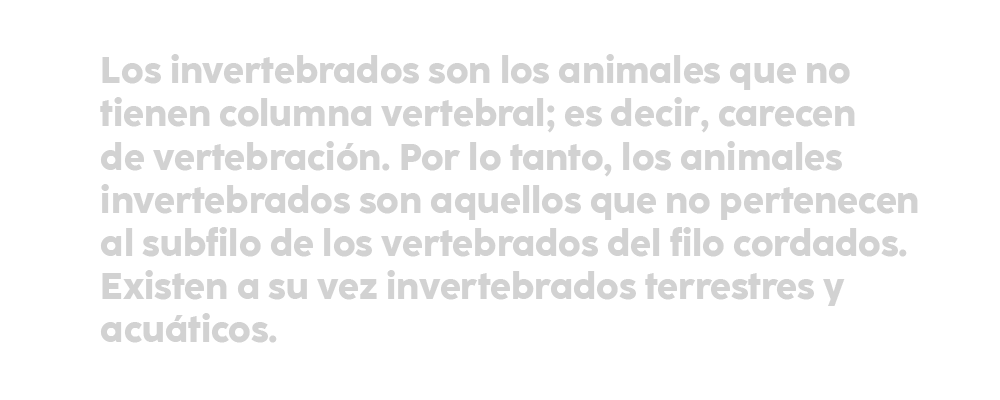 Los invertebrados son los animales que no
tienen columna vertebral; es decir, carecen
de vertebración. Por lo tanto, los animales
invertebrados son aquellos que no pertenecen
al subfilo de los vertebrados del filo cordados.
Existen a su vez invertebrados terrestres y
acuáticos.